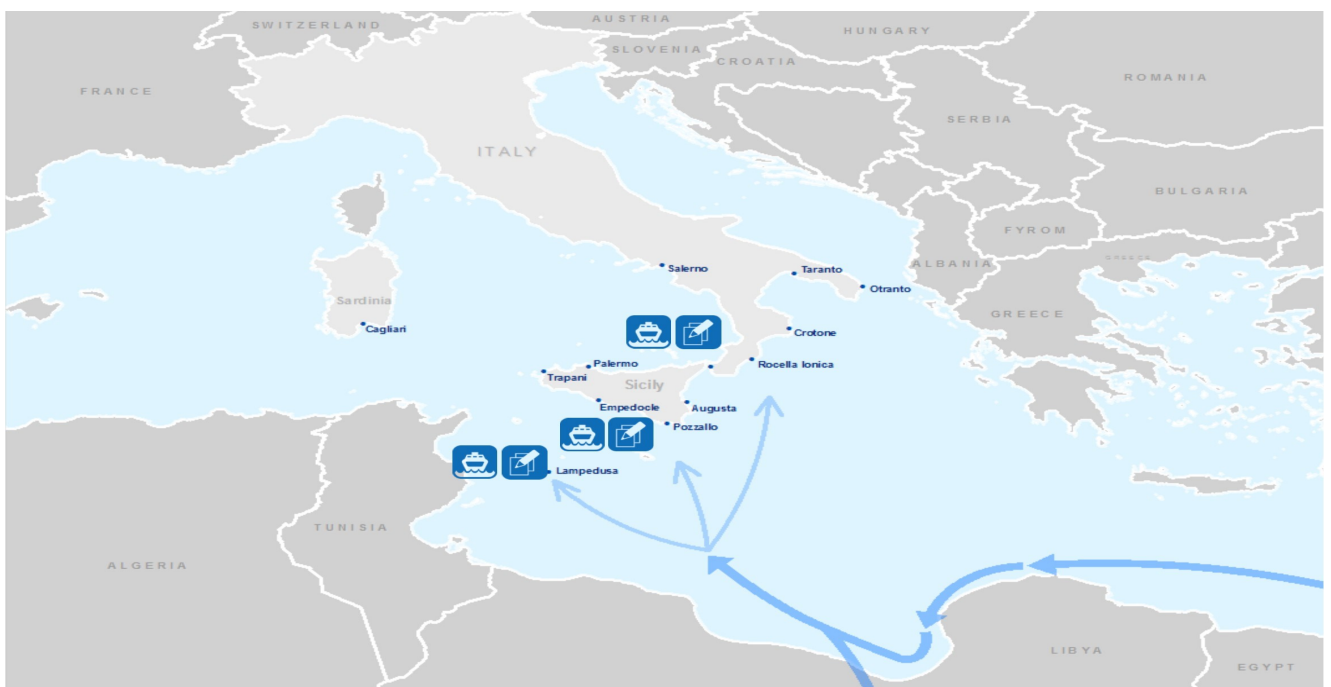 SWITZERLAND
AUSTRIA
HUNGARY
SLOVENIA
CROATIA
ROMANIA
FRANCE
SERBIA
ITALY
BULGARIA
FYROM
ALBANIA
GREECE
Salerno
Taranto
Otranto
Sardinia
GREECE
Cagliari
Crotone
Palermo
Rocella Ionica
Trapani
Sicily
Empedocle
Augusta
Pozzallo
Lampedusa
TUNISIA
ALGERIA
LIBYA
EGYPT